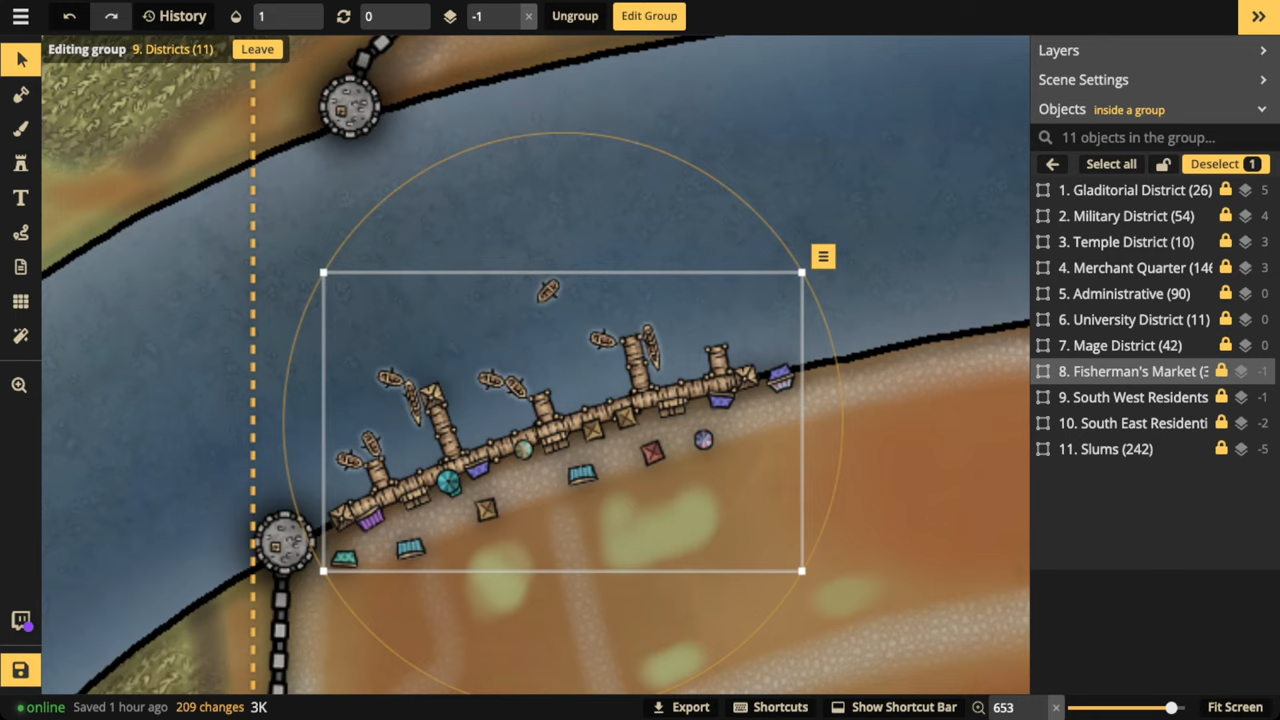 History
1
0
-1
×
Ungroup
Edit Group
Editing group 9. Districts (11)
Leave
Layers
Scene Settings
Objects inside a group
11 objects in the group...
Select all
Deselect 1
1. Gladitorial District (26) 5
2. Military District (54) 4
3. Temple District (10) 3
4. Merchant Quarter (146 3
5. Administrative (90) 0
6. University District (11) 0
7. Mage District (42) 0
8. Fisherman's Market (3 -1
9. South West Residents -1
10. South East Residenti -2
11. Slums (242) -5
online Saved 1 hour ago 209 changes 3K
Export
Shortcuts
Show Shortcut Bar
653
×
Fit Screen